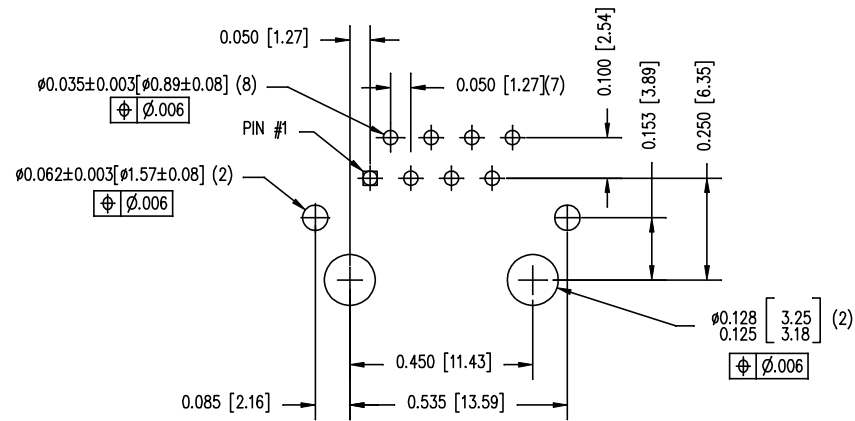 0.050 [1.27]
0.100 [2.54]
ø0.035±0.003[ø0.89±0.08] (8)
0.050 [1.27](7)
⌖ Ø.006
0.153 [3.89]
0.250 [6.35]
PIN #1
ø0.062±0.003[ø1.57±0.08] (2)
⌖ Ø.006
ø0.128 [ 3.25 ] (2)
0.125 [ 3.18 ]
⌖ Ø.006
0.450 [11.43]
0.085 [2.16]
0.535 [13.59]